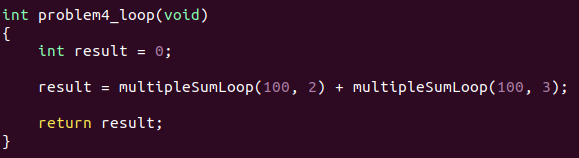 int problem4_loop(void)
{
    int result = 0;
    result = multipleSumLoop(100, 2) + multipleSumLoop(100, 3);
    return result;
}